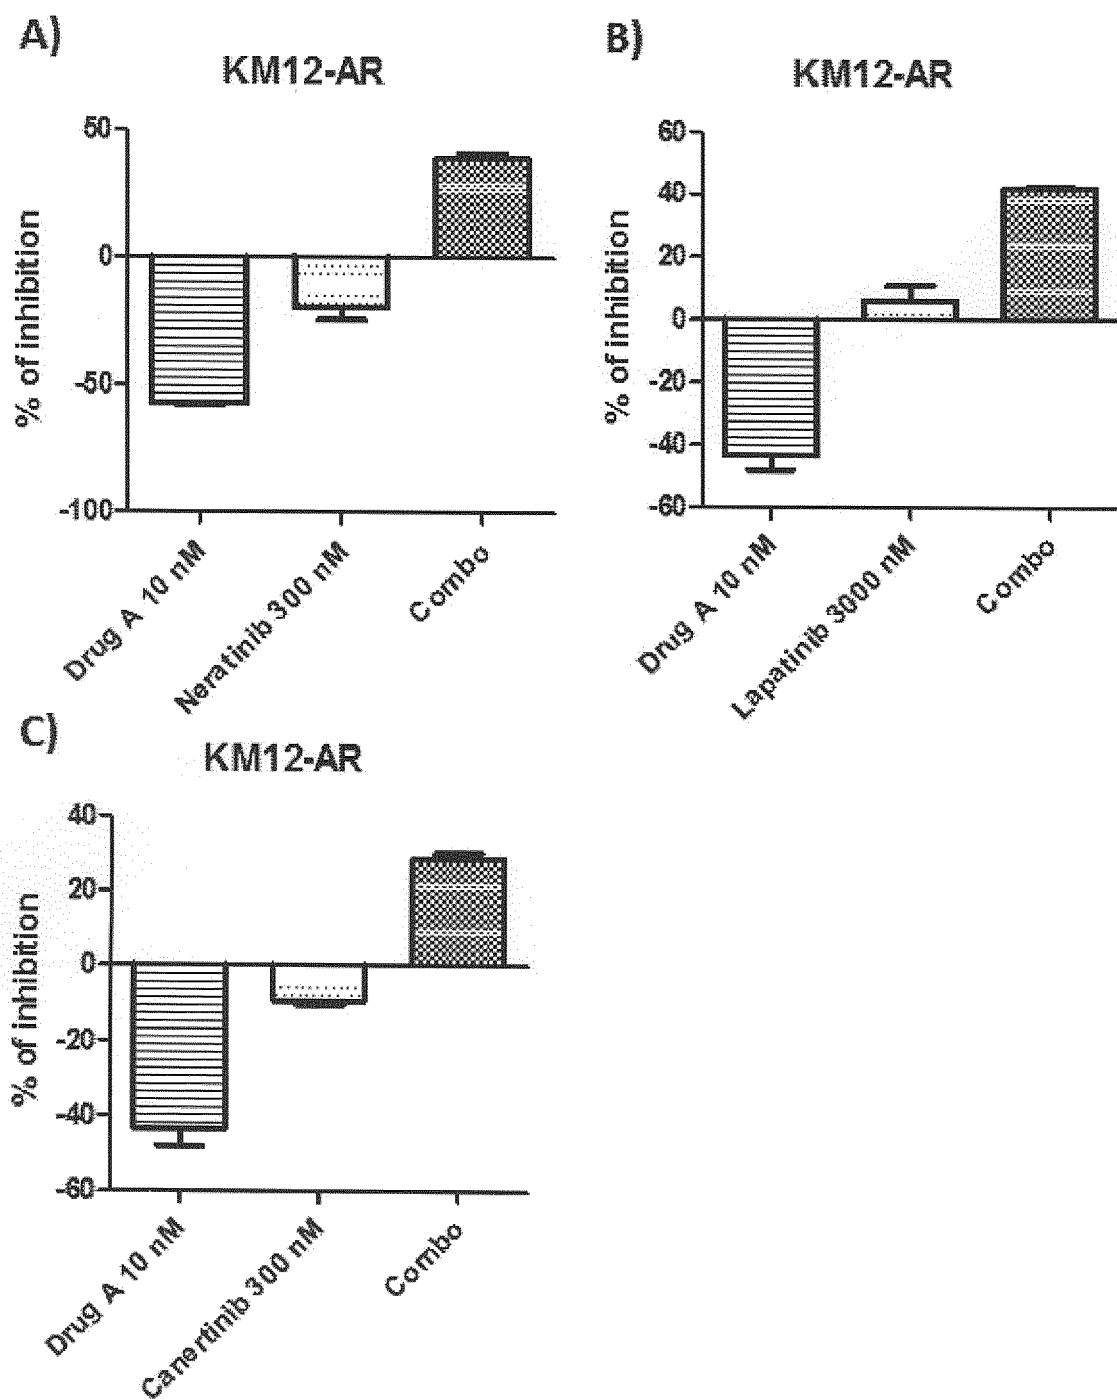 A)
KM12-AR
% of inhibition
50
0
-50
-100
Drug A 10 nM
Neratinib 300 nM
Combo
B)
KM12-AR
% of inhibition
60
40
20
0
-20
-40
-60
Drug A 10 nM
Lapatinib 3000 nM
Combo
C)
KM12-AR
% of inhibition
40
20
0
-20
-40
-60
Drug A 10 nM
Canertinib 300 nM
Combo